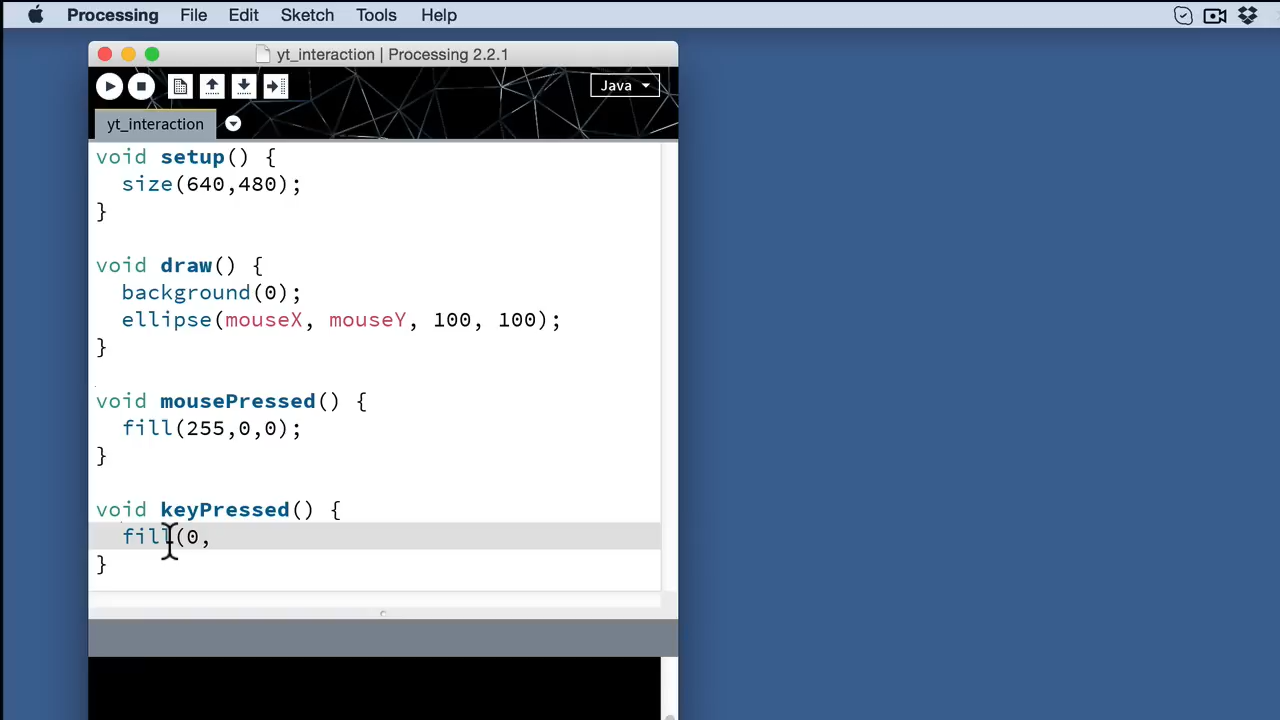 Processing File Edit Sketch Tools Help
yt_interaction | Processing 2.2.1
Java
yt_interaction
void setup() {
  size(640,480);
}
void draw() {
  background(0);
  ellipse(mouseX, mouseY, 100, 100);
}
void mousePressed() {
  fill(255,0,0);
}
void keyPressed() {
  fill(0,
}